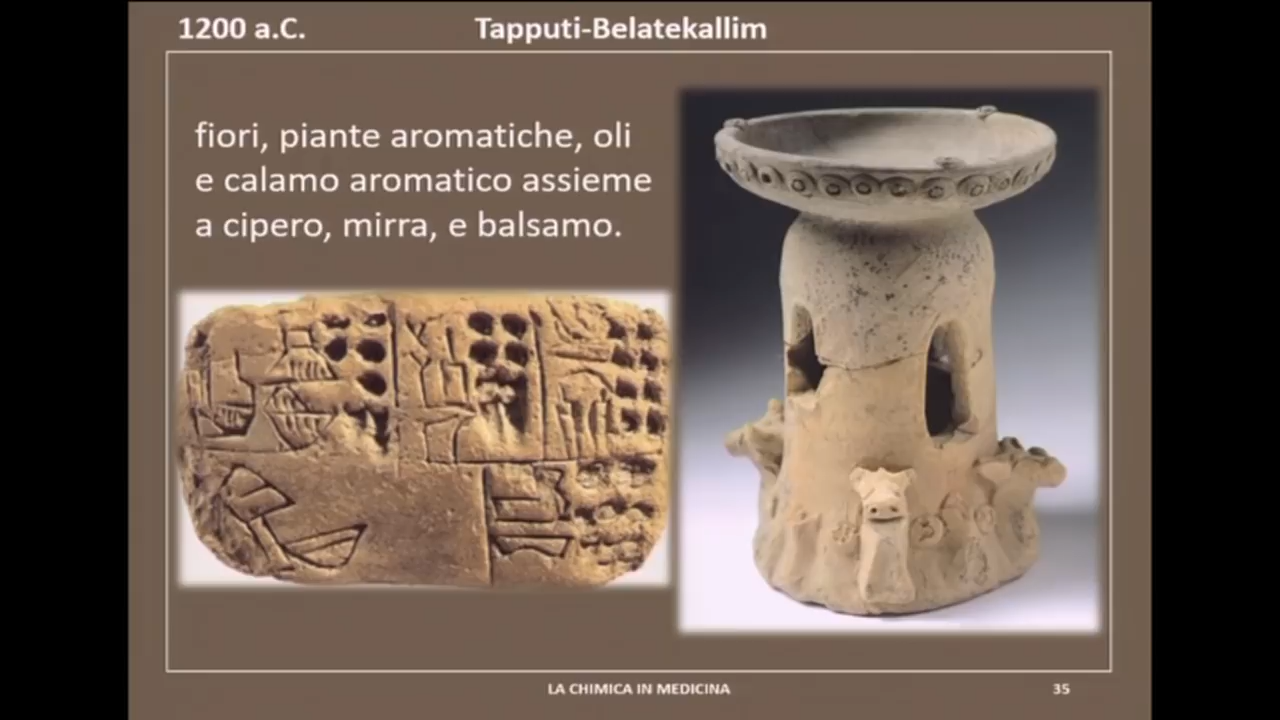 1200 a.C.
Tapputi-Belatekallim
fiori, piante aromatiche, oli
e calamo aromatico assieme
a cipero, mirra, e balsamo.
LA CHIMICA IN MEDICINA
35